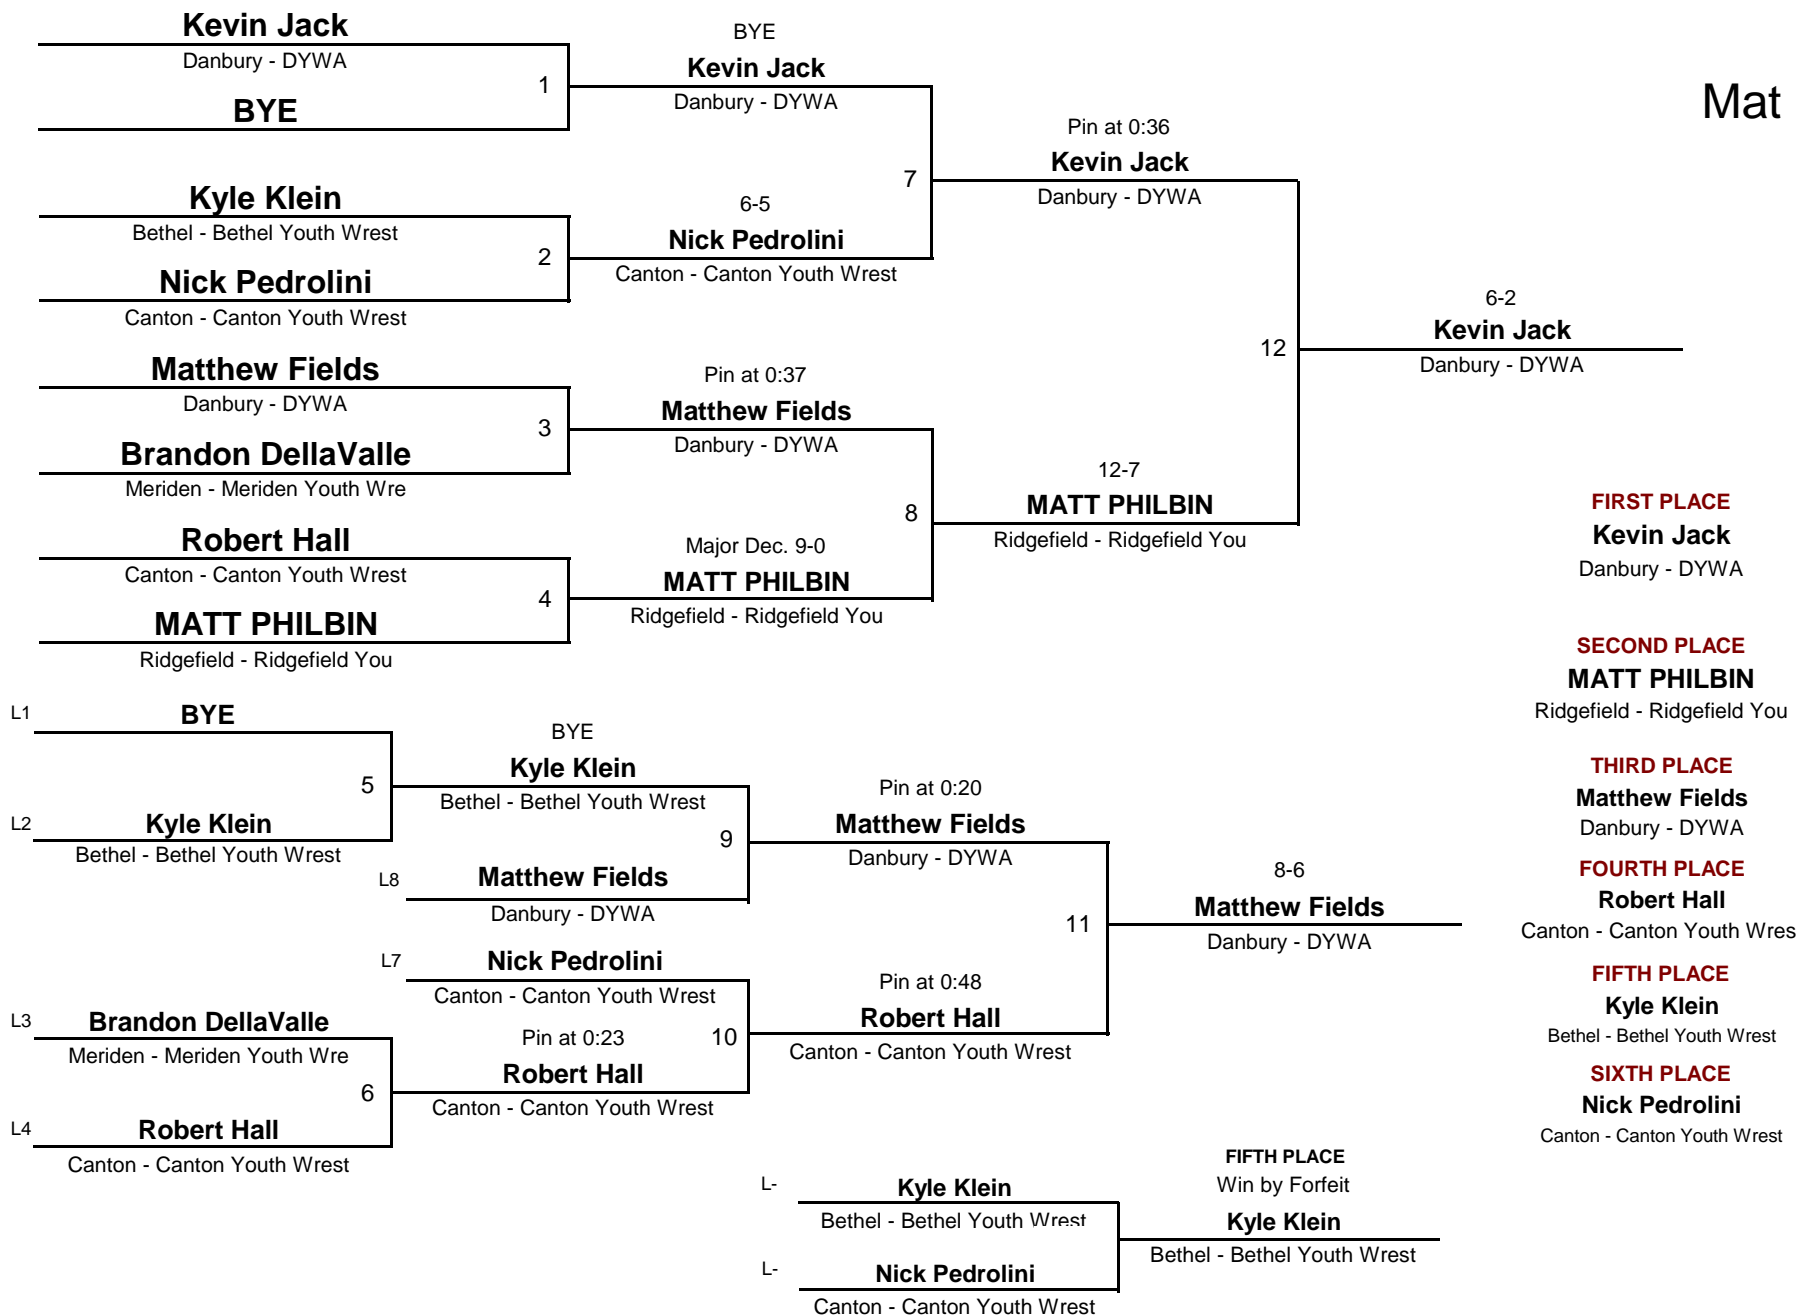 Kevin Jack
Danbury - DYWA
1
BYE
BYE
Kevin Jack
Danbury - DYWA
Mat
Pin at 0:36
Kevin Jack
Danbury - DYWA
7
Kyle Klein
Bethel - Bethel Youth Wrest
2
Nick Pedrolini
Canton - Canton Youth Wrest
6-5
Nick Pedrolini
Canton - Canton Youth Wrest
6-2
Kevin Jack
Danbury - DYWA
12
Matthew Fields
Danbury - DYWA
3
Brandon DellaValle
Meriden - Meriden Youth Wre
Pin at 0:37
Matthew Fields
Danbury - DYWA
8
12-7
MATT PHILBIN
Ridgefield - Ridgefield You
Robert Hall
Canton - Canton Youth Wrest
4
MATT PHILBIN
Ridgefield - Ridgefield You
Major Dec. 9-0
MATT PHILBIN
Ridgefield - Ridgefield You
FIRST PLACE
Kevin Jack
Danbury - DYWA
SECOND PLACE
MATT PHILBIN
Ridgefield - Ridgefield You
THIRD PLACE
Matthew Fields
Danbury - DYWA
FOURTH PLACE
Robert Hall
Canton - Canton Youth Wres
FIFTH PLACE
Kyle Klein
Bethel - Bethel Youth Wrest
SIXTH PLACE
Nick Pedrolini
Canton - Canton Youth Wrest
L1
BYE
5
L2
Kyle Klein
Bethel - Bethel Youth Wrest
BYE
Kyle Klein
Bethel - Bethel Youth Wrest
9
L8
Matthew Fields
Danbury - DYWA
Pin at 0:20
Matthew Fields
Danbury - DYWA
11
8-6
Matthew Fields
Danbury - DYWA
L7
Nick Pedrolini
Canton - Canton Youth Wrest
10
Pin at 0:23
Robert Hall
Canton - Canton Youth Wrest
Pin at 0:48
Robert Hall
Canton - Canton Youth Wrest
L3
Brandon DellaValle
Meriden - Meriden Youth Wre
6
L4
Robert Hall
Canton - Canton Youth Wrest
L-
Kyle Klein
Bethel - Bethel Youth Wrest
L-
Nick Pedrolini
Canton - Canton Youth Wrest
FIFTH PLACE
Win by Forfeit
Kyle Klein
Bethel - Bethel Youth Wrest